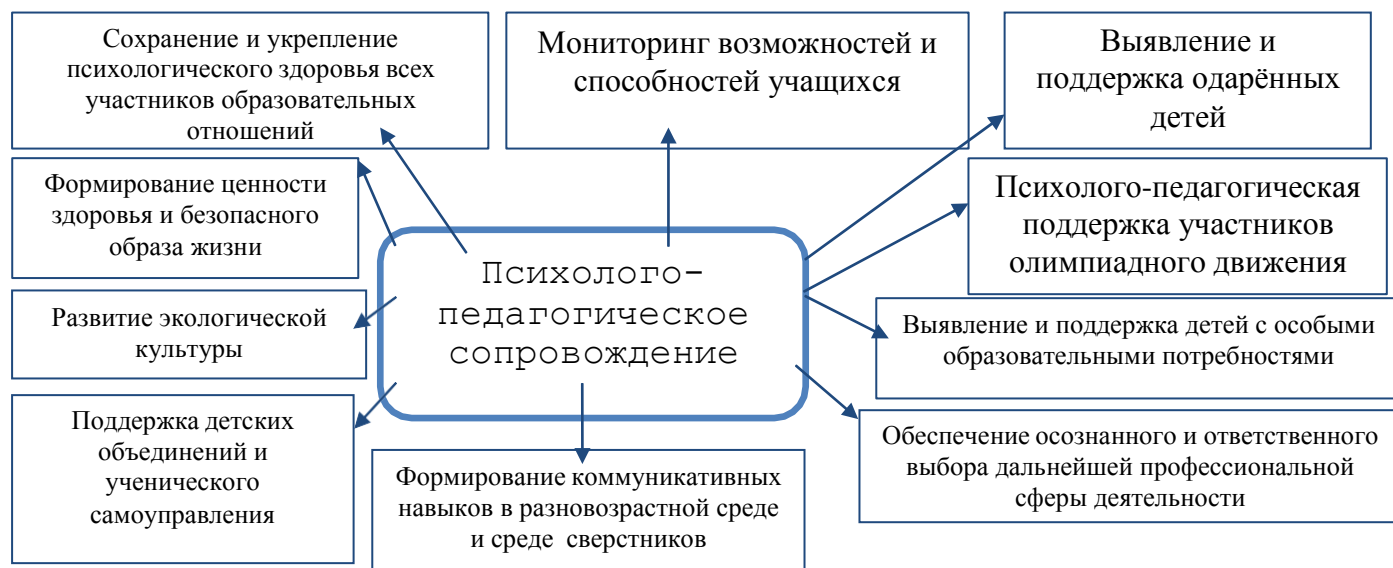 Сохранение и укрепление
психологического здоровья всех
участников образовательных
отношений
Мониторинг возможностей и
способностей учащихся
Выявление и
поддержка одарённых
детей
Формирование ценности
здоровья и безопасного
образа жизни
Психолого-педагогическая
поддержка участников
олимпиадного движения
Психолого-
педагогическое
сопровождение
Развитие экологической
культуры
Выявление и поддержка детей с особыми
образовательными потребностями
Поддержка детских
объединений и
ученического
самоуправления
Формирование коммуникативных
навыков в разновозрастной среде
и среде сверстников
Обеспечение осознанного и ответственного
выбора дальнейшей профессиональной
сферы деятельности